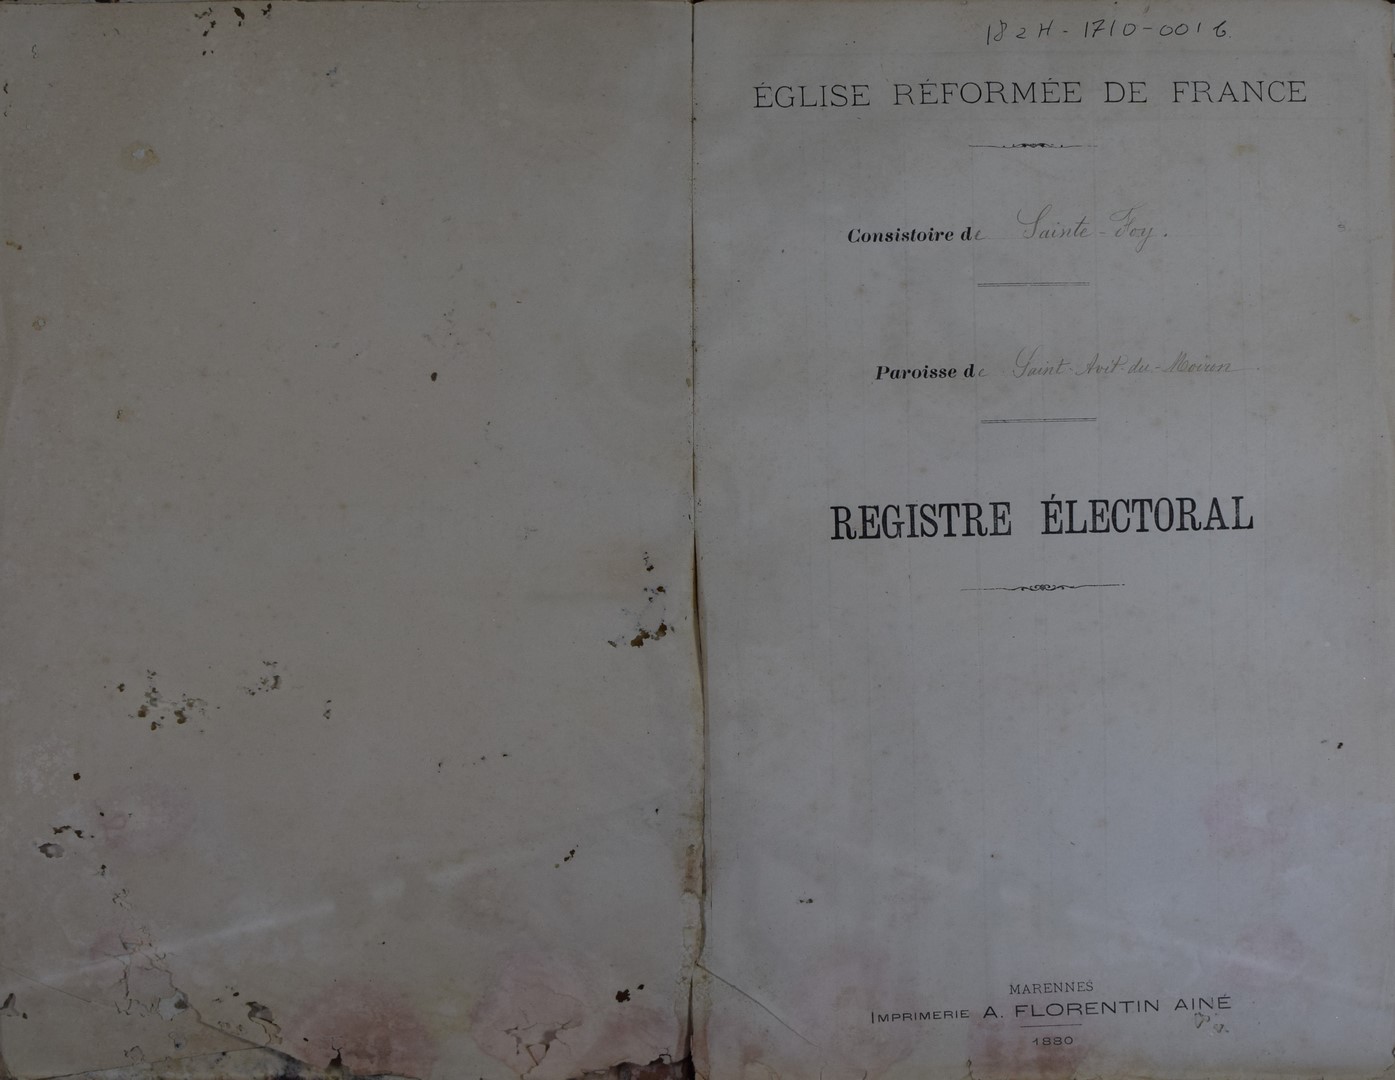 182H-1710-0016
ÉGLISE RÉFORMÉE DE FRANCE
Consistoire de Sainte-Foy.
Paroisse de Saint-Avit-du-Moiron
REGISTRE ÉLECTORAL
MARENNES
IMPRIMERIE A. FLORENTIN AINÉ
1880